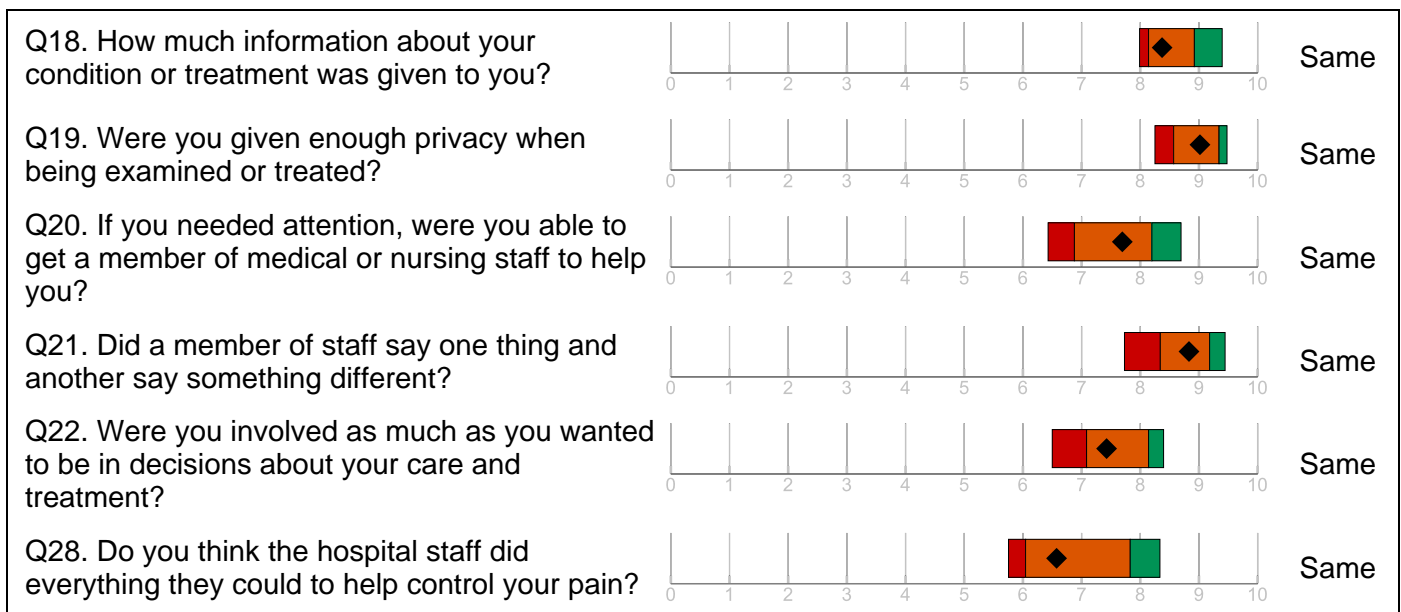 Q18. How much information about your
condition or treatment was given to you?
0 1 2 3 4 5 6 7 8 9 10
Same
Q19. Were you given enough privacy when
being examined or treated?
0 1 2 3 4 5 6 7 8 9 10
Same
Q20. If you needed attention, were you able to
get a member of medical or nursing staff to help
you?
0 1 2 3 4 5 6 7 8 9 10
Same
Q21. Did a member of staff say one thing and
another say something different?
0 1 2 3 4 5 6 7 8 9 10
Same
Q22. Were you involved as much as you wanted
to be in decisions about your care and
treatment?
0 1 2 3 4 5 6 7 8 9 10
Same
Q28. Do you think the hospital staff did
everything they could to help control your pain?
0 1 2 3 4 5 6 7 8 9 10
Same